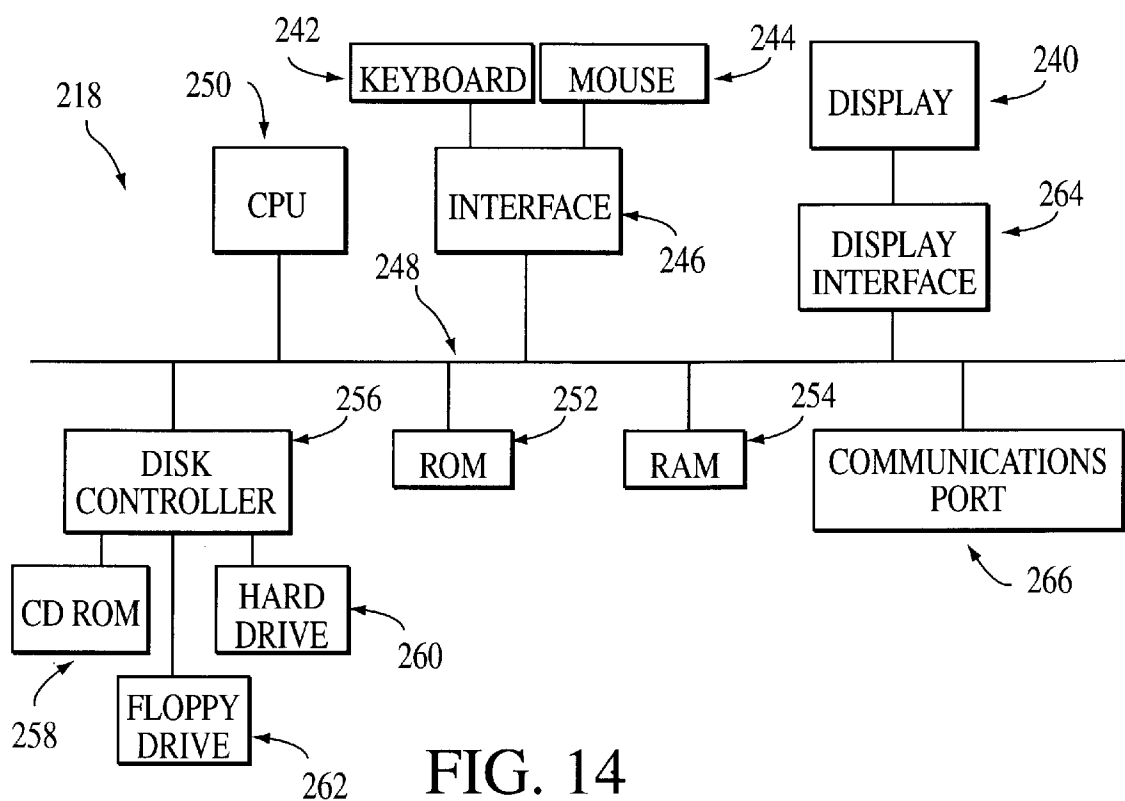 242
KEYBOARD
MOUSE
244
250
218
DISPLAY
240
CPU
INTERFACE
246
264
DISPLAY
INTERFACE
248
256
252
254
DISK
CONTROLLER
ROM
RAM
COMMUNICATIONS
PORT
266
CD ROM
HARD
DRIVE
260
258
FLOPPY
DRIVE
262
FIG. 14